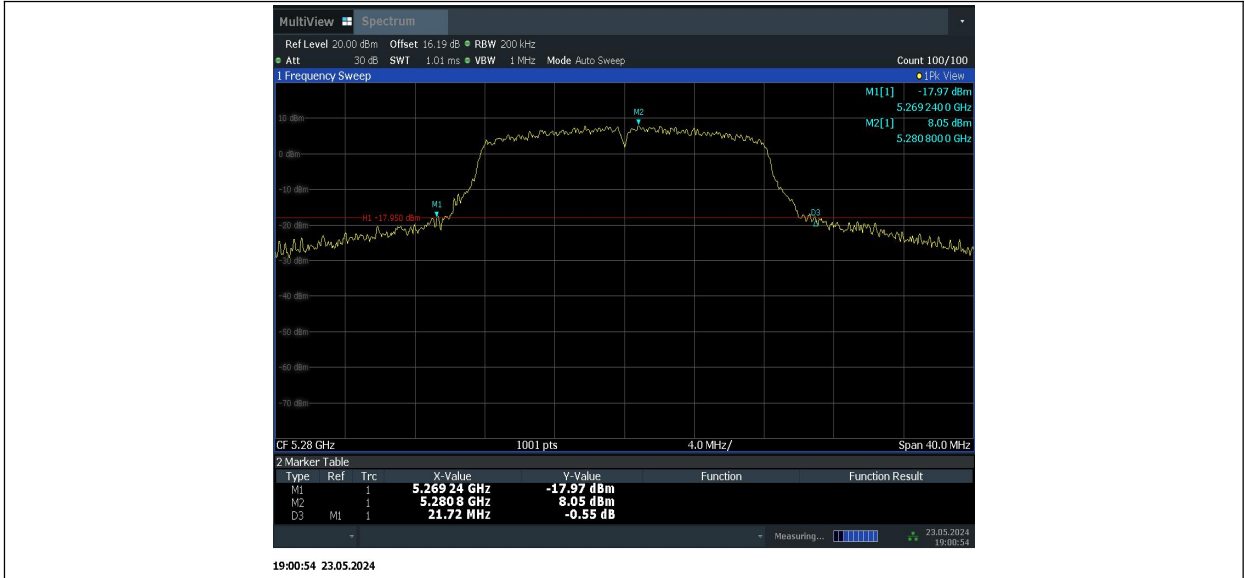 MultiView Spectrum
Ref Level 20.00 dBm Offset 16.19 dB RBW 200 kHz
Att 30 dB SWT 1.01 ms VBW 1 MHz Mode Auto Sweep Count 100/100
1 Frequency Sweep 1Pk View
M1[1] -17.97 dBm
5.269 240 0 GHz
M2[1] 8.05 dBm
5.280 800 0 GHz
M2
10 dBm
0 dBm
-10 dBm
M1
H1 -17.950 dBm
D3
-20 dBm
-30 dBm
-40 dBm
-50 dBm
-60 dBm
-70 dBm
CF 5.28 GHz 1001 pts 4.0 MHz/ Span 40.0 MHz
2 Marker Table
Type Ref Trc X-Value Y-Value Function Function Result
M1 1 5.269 24 GHz -17.97 dBm
M2 1 5.280 8 GHz 8.05 dBm
D3 M1 1 21.72 MHz -0.55 dB
Measuring... 23.05.2024
19:00:54
19:00:54 23.05.2024